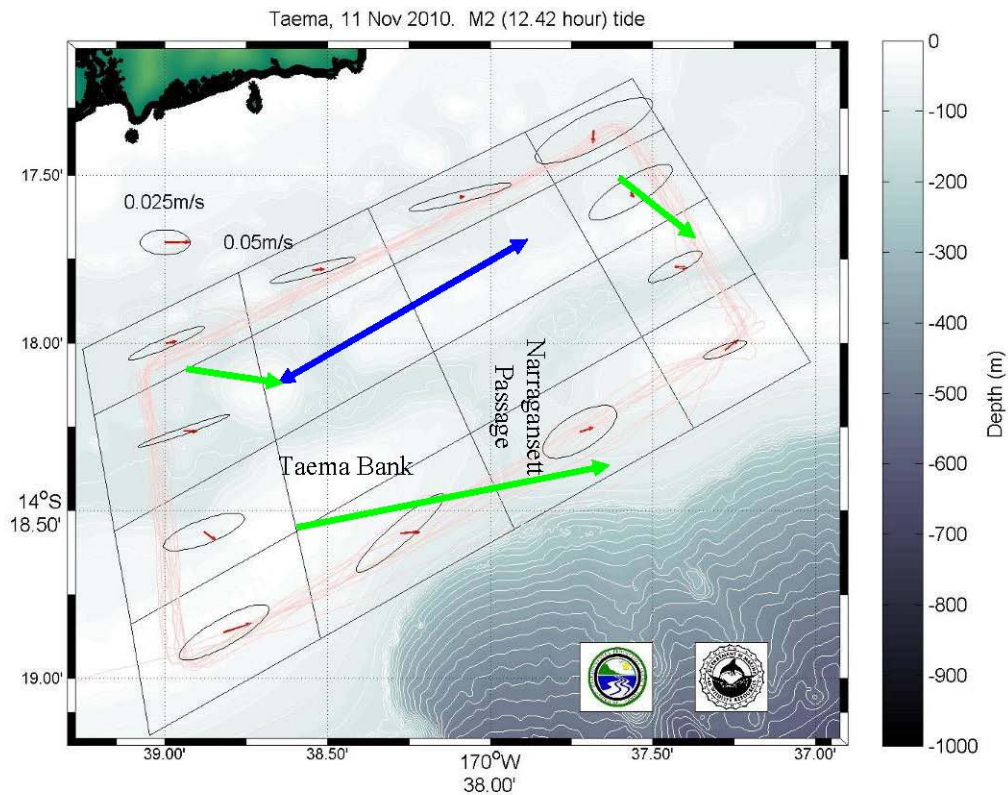 Taema, 11 Nov 2010. M2 (12.42 hour) tide
17.50'
0.025m/s
0.05m/s
18.00'
Narragansett
Passage
Taema Bank
14°S
18.50'
19.00'
39.00'
38.50'
170°W
38.00'
37.50'
37.00'
0
-100
-200
-300
-400
-500
-600
-700
-800
-900
-1000
Depth (m)